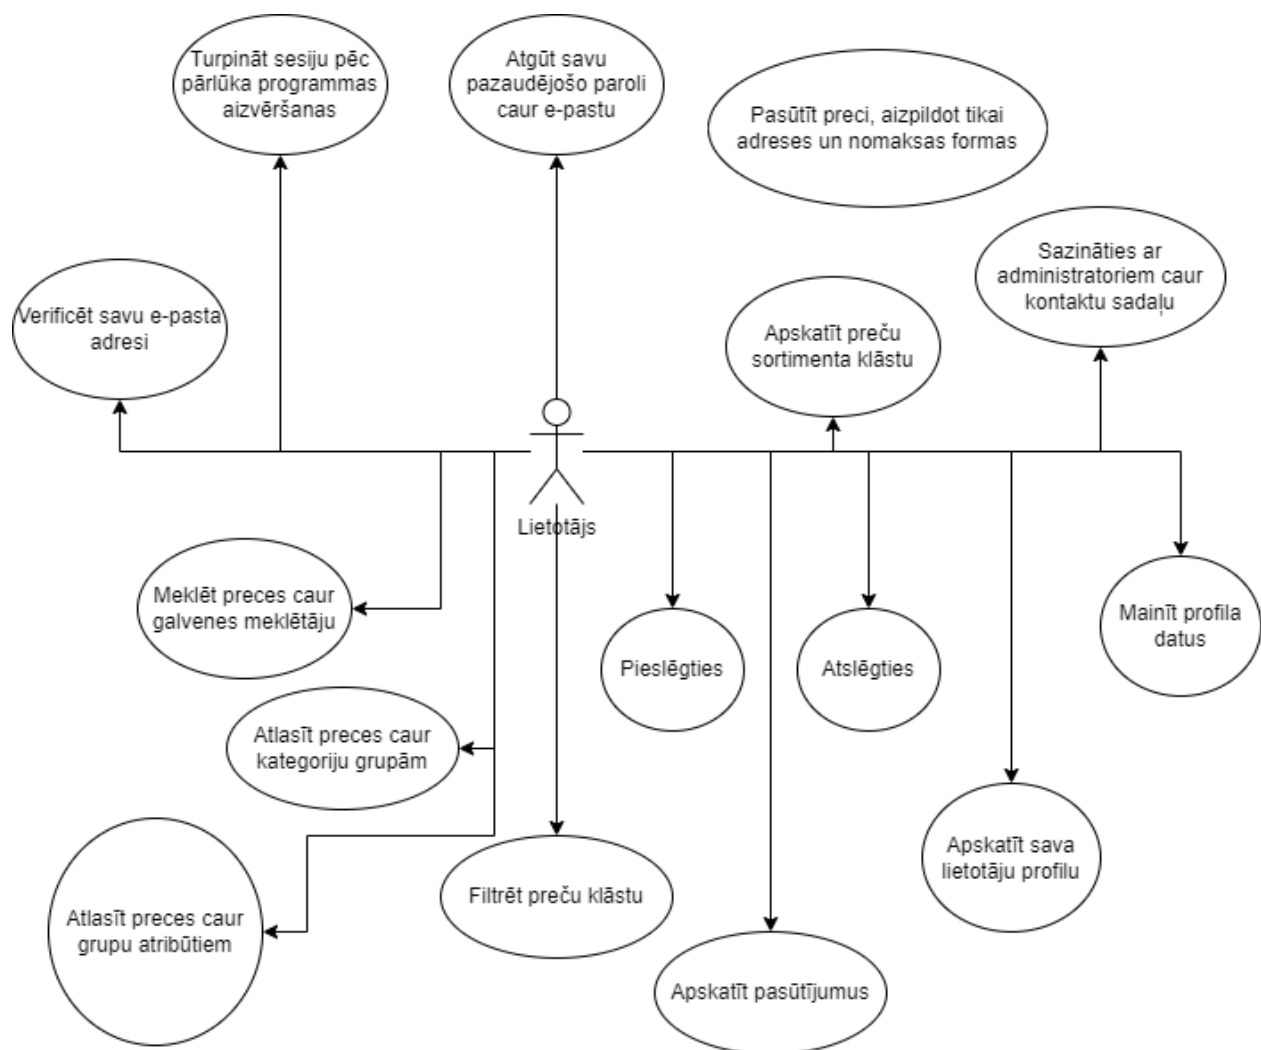 Turpināt sesiju pēc
pārlūka programmas
aizvēršanas
Atgūt savu
pazaudējošo paroli
caur e-pastu
Pasūtīt preci, aizpildot tikai
adreses un nomaksas formas
Sazināties ar
administratoriem caur
kontaktu sadaļu
Verificēt savu e-pasta
adresi
Apskatīt preču
sortimenta klāstu
Lietotājs
Meklēt preces caur
galvenes meklētāju
Pieslēgties
Atslēgties
Mainīt profila
datus
Atlasīt preces caur
kategoriju grupām
Apskatīt sava
lietotāju profilu
Filtrēt preču klāstu
Atlasīt preces caur
grupu atribūtiem
Apskatīt pasūtījumus